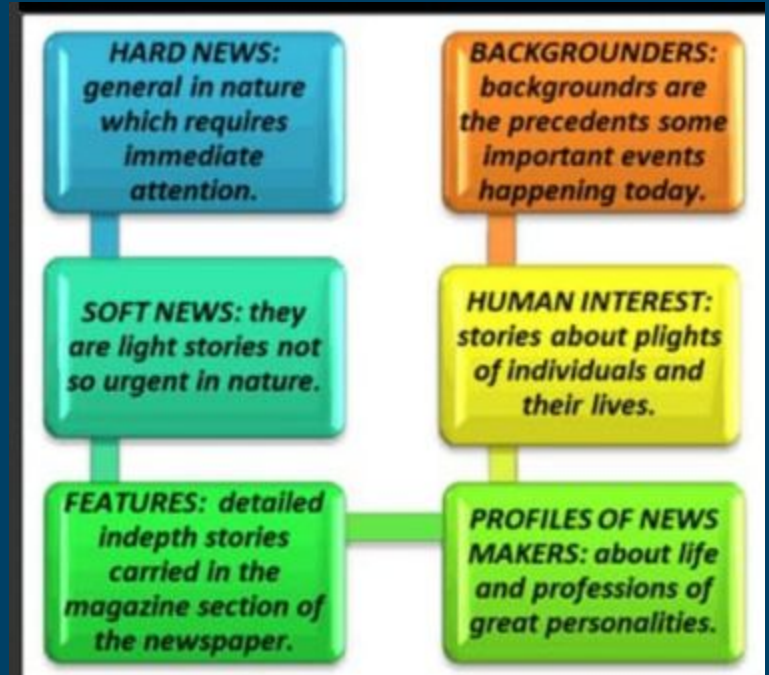 HARD NEWS:
general in nature
which requires
immediate
attention.
SOFT NEWS: they
are light stories not
so urgent in nature.
FEATURES: detailed
indepth stories
carried in the
magazine section of
the newspaper.
PROFILES OF NEWS
MAKERS: about life
and professions of
great personalities.
HUMAN INTEREST:
stories about plights
of individuals and
their lives.
BACKGROUNDERS:
backgroundrs are
the precedents some
important events
happening today.